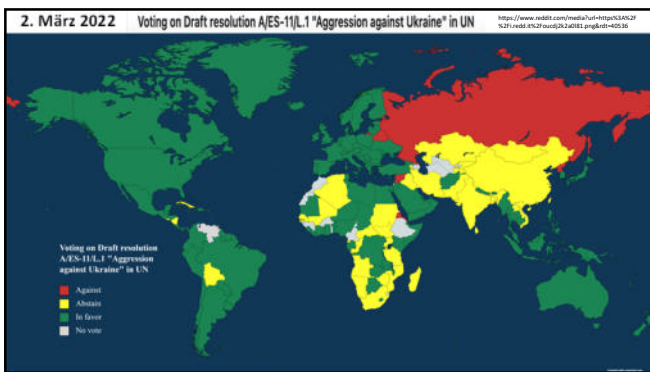 2. März 2022
Voting on Draft resolution A/ES-11/L.1 "Aggression against Ukraine" in UN
https://www.reddit.com/media?url=https%3A%2F
%2Fi.redd.it%2Foucdj2k2a0l81.png&rdt=40536
Voting on Draft resolution
A/ES-11/L.1 "Aggression
against Ukraine" in UN
Against
Abstain
In favor
No vote